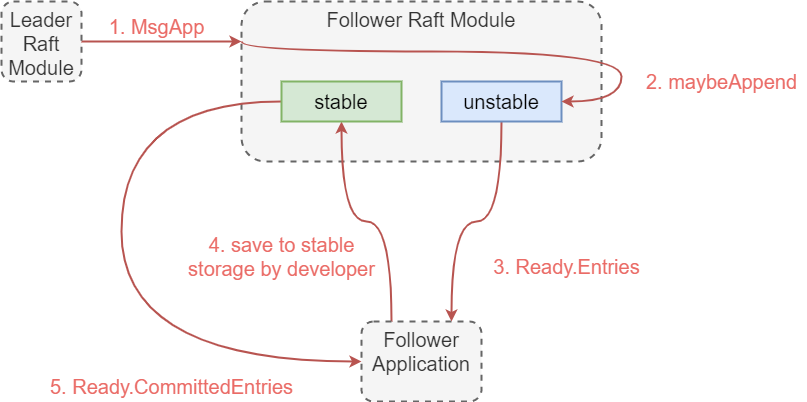 Leader
Raft
Module
1. MsgApp
Follower Raft Module
2. maybeAppend
stable
unstable
4. save to stable
storage by developer
3. Ready.Entries
Follower
Application
5. Ready.CommittedEntries